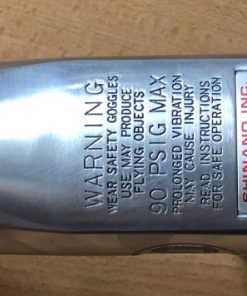 WARNING
WEAR SAFETY GOGGLES
USE MAY PRODUCE
FLYING OBJECTS
90 PSIG MAX
PROLONGED VIBRATION
MAY CAUSE INJURY
READ INSTRUCTIONS
FOR SAFE OPERATION
SHINANO INC.